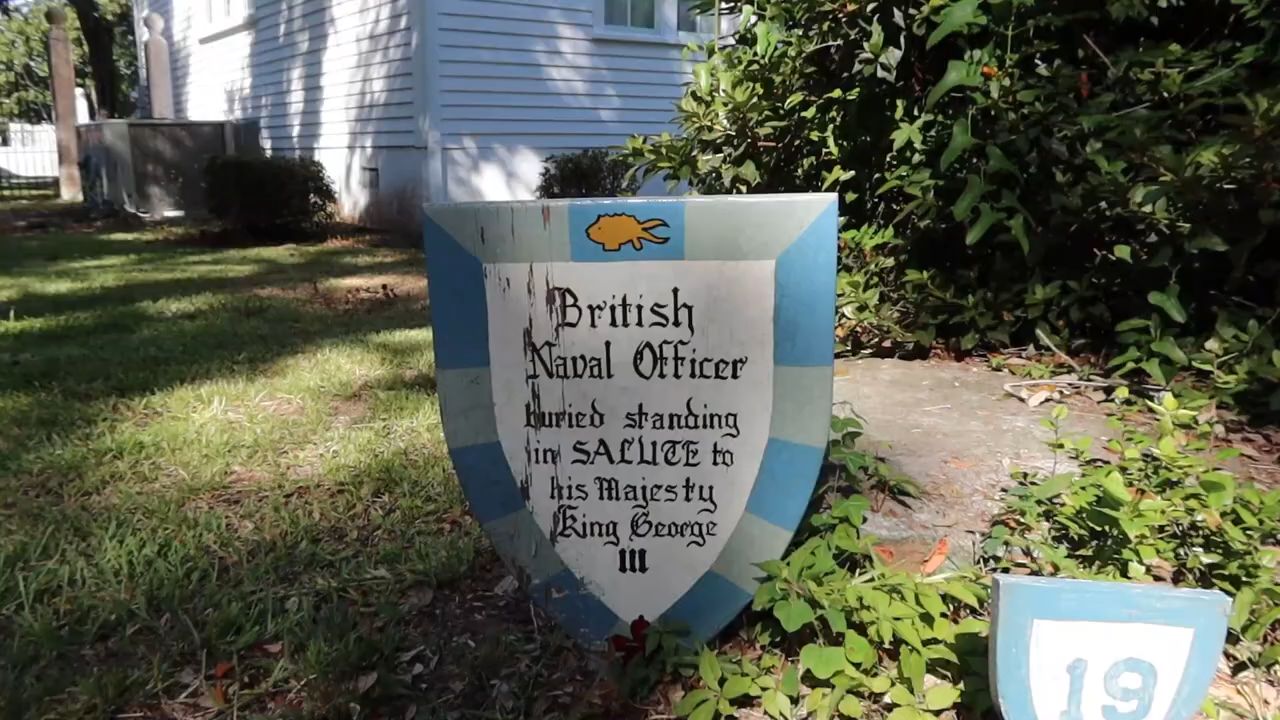 British
Naval Officer
buried standing
in SALUTE to
his Majesty
King George
III
19